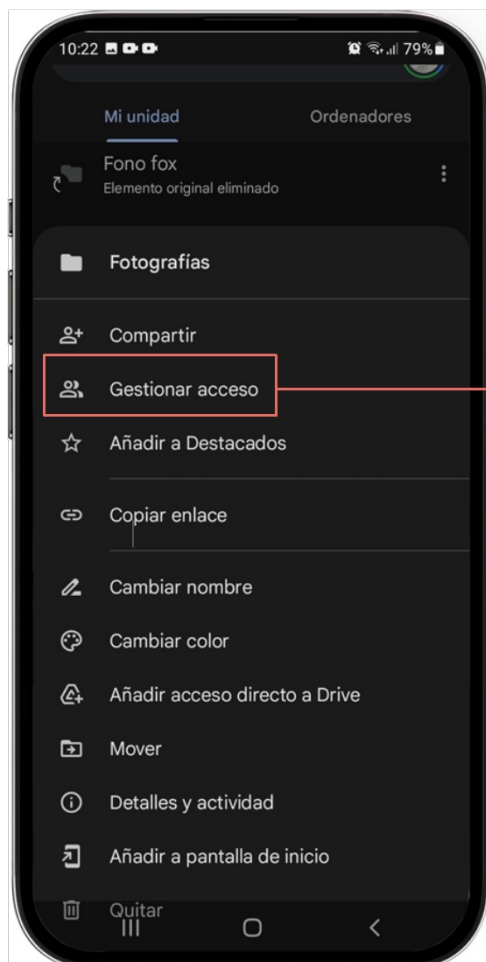 10:22 79%
Mi unidad Ordenadores
Fono fox
Elemento original eliminado
Fotografías
Compartir
Gestionar acceso
Añadir a Destacados
Copiar enlace
Cambiar nombre
Cambiar color
Añadir acceso directo a Drive
Mover
Detalles y actividad
Añadir a pantalla de inicio
Quitar